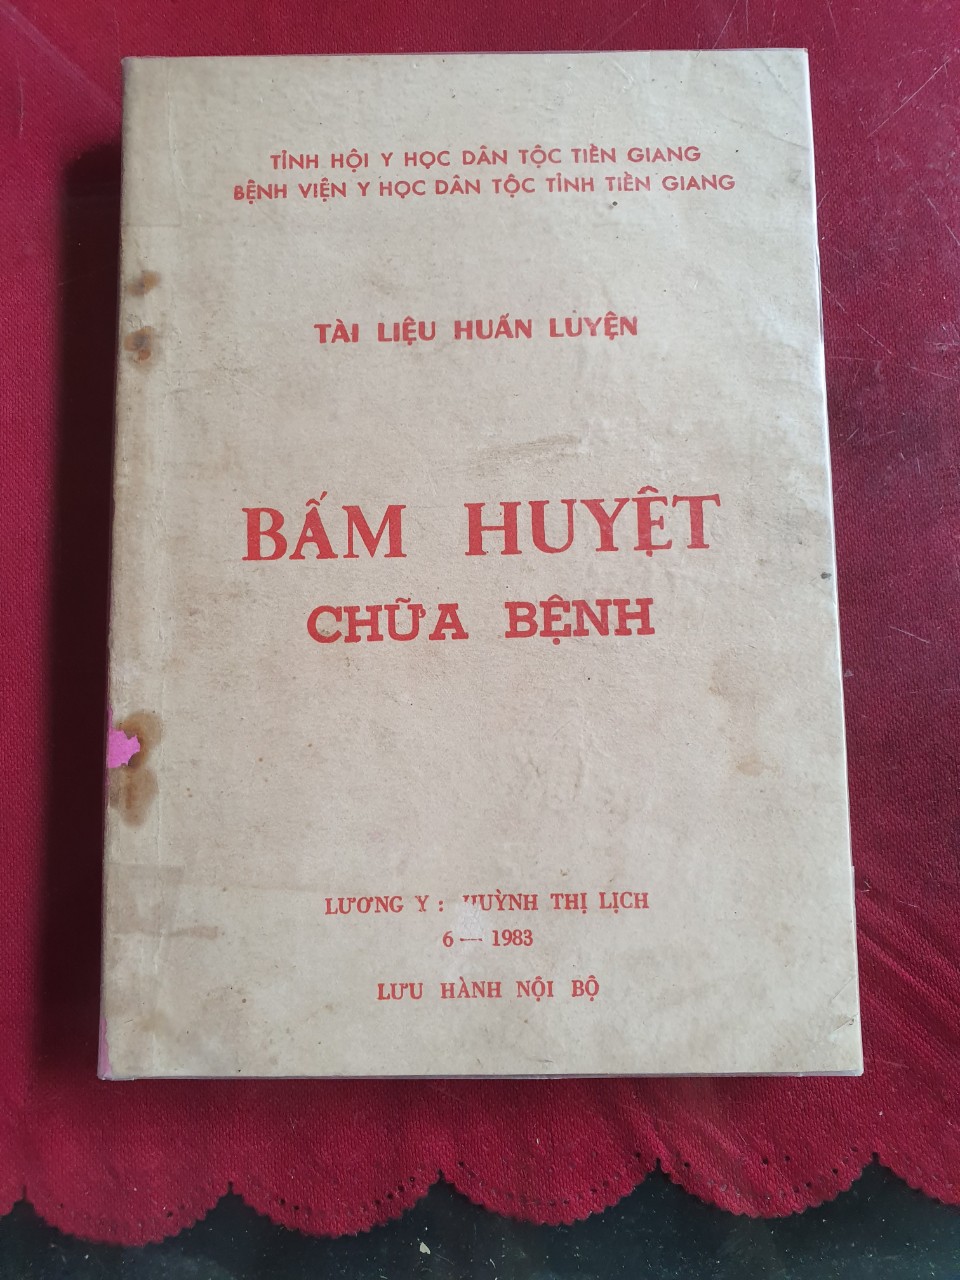 TỈNH HỘI Y HỌC DÂN TỘC TIỀN GIANG
BỆNH VIỆN Y HỌC DÂN TỘC TỈNH TIỀN GIANG
TÀI LIỆU HUẤN LUYỆN
BẤM HUYỆT
CHỮA BỆNH
LƯƠNG Y : HUỲNH THỊ LỊCH
6 — 1983
LƯU HÀNH NỘI BỘ